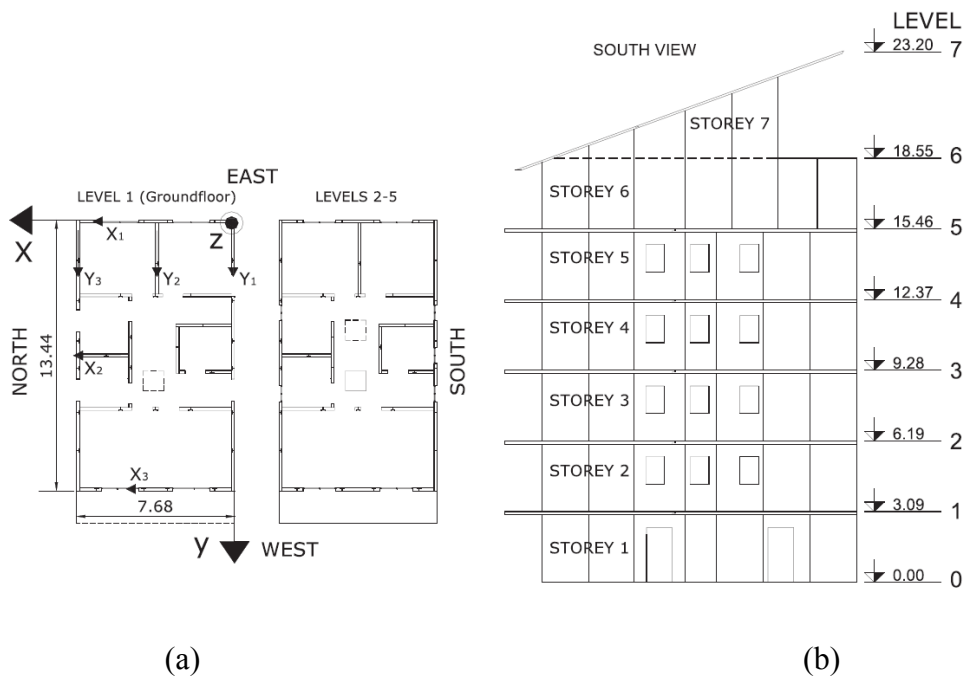 EAST
LEVEL 1 (Groundfloor)
LEVELS 2-5
X
X1
Z
Y3
Y2
Y1
NORTH
13.44
X2
SOUTH
X3
7.68
y
WEST
(a)
LEVEL
SOUTH VIEW
23.20 7
STOREY 7
18.55 6
STOREY 6
15.46 5
STOREY 5
12.37 4
STOREY 4
9.28 3
STOREY 3
6.19 2
STOREY 2
3.09 1
STOREY 1
0.00 0
(b)